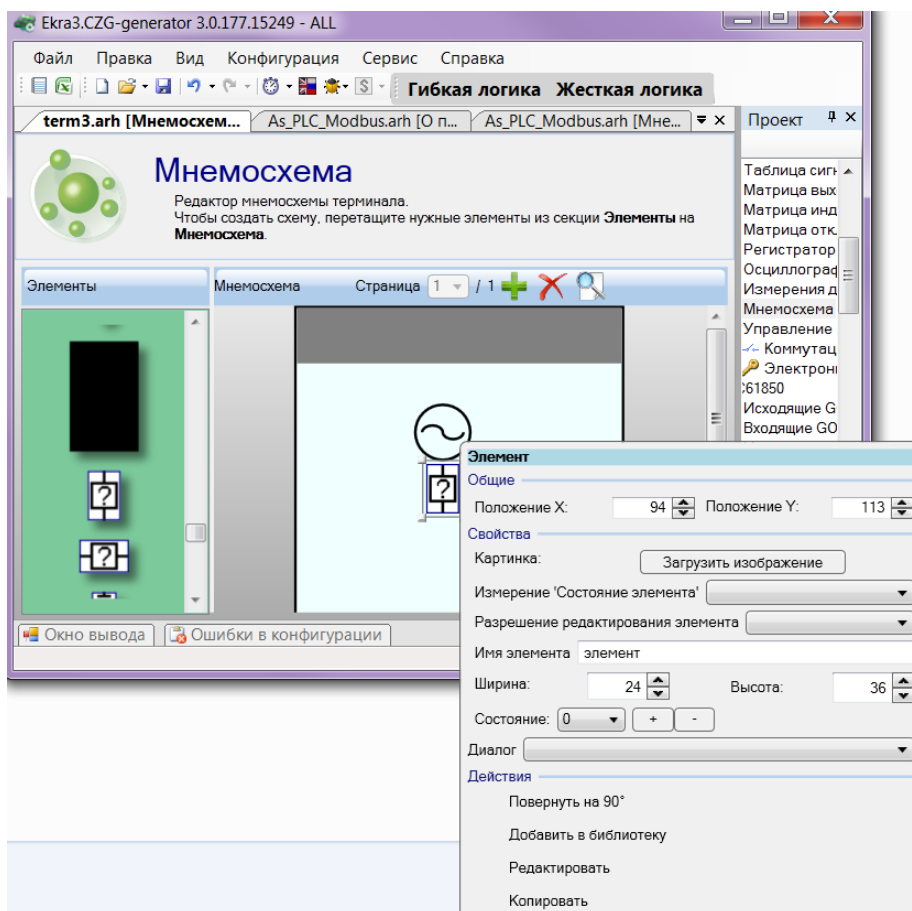 Ekra3.CZG-generator 3.0.177.15249 - ALL
Файл Правка Вид Конфигурация Сервис Справка
Гибкая логика Жесткая логика
term3.arh [Мнемосхем... As_PLC_Modbus.arh [О п... As_PLC_Modbus.arh [Мне... Проект
Мнемосхема
Редактор мнемосхемы терминала.
Чтобы создать схему, перетащите нужные элементы из секции Элементы на
Мнемосхема.
Таблица сигн
Матрица вых
Матрица инд
Матрица отк
Регистратор
Осциллограф
Измерения д
Мнемосхема
Управление
Коммутац
Электрон
61850
Исходящие G
Входящие GO
Элементы Мнемосхема Страница 1 / 1
?
?
?
Элемент
Общие
Положение X: 94 Положение Y: 113
Свойства
Картинка: Загрузить изображение
Измерение 'Состояние элемента'
Разрешение редактирования элемента
Имя элемента элемент
Ширина: 24 Высота: 36
Состояние: 0 + -
Диалог
Действия
Повернуть на 90°
Добавить в библиотеку
Редактировать
Копировать
Окно вывода Ошибки в конфигурации